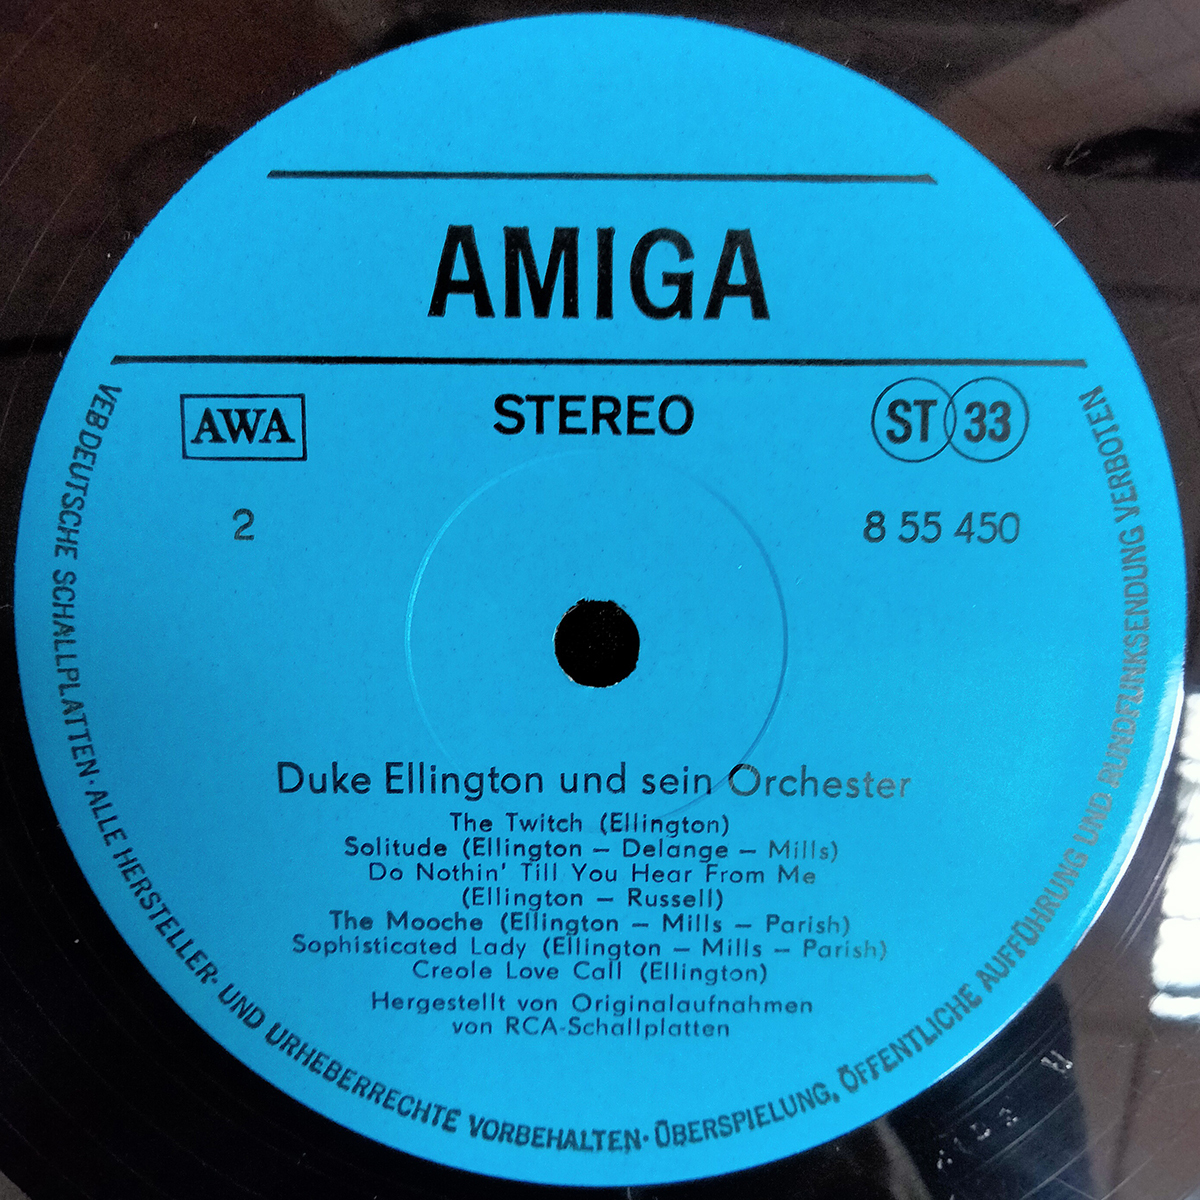 AMIGA
AWA
STEREO
ST 33
2
8 55 450
Duke Ellington und sein Orchester
The Twitch (Ellington)
Solitude (Ellington – Delange – Mills)
Do Nothin' Till You Hear From Me
(Ellington – Russell)
The Mooche (Ellington – Mills – Parish)
Sophisticated Lady (Ellington – Mills – Parish)
Creole Love Call (Ellington)
Hergestellt von Originalaufnahmen
von RCA-Schallplatten
VEB DEUTSCHE SCHALLPLATTEN · ALLE HERSTELLER- UND URHEBERRECHTE VORBEHALTEN · ÜBERSPIELUNG, ÖFFENTLICHE AUFFÜHRUNG UND RUNDFUNKSENDUNG VERBOTEN